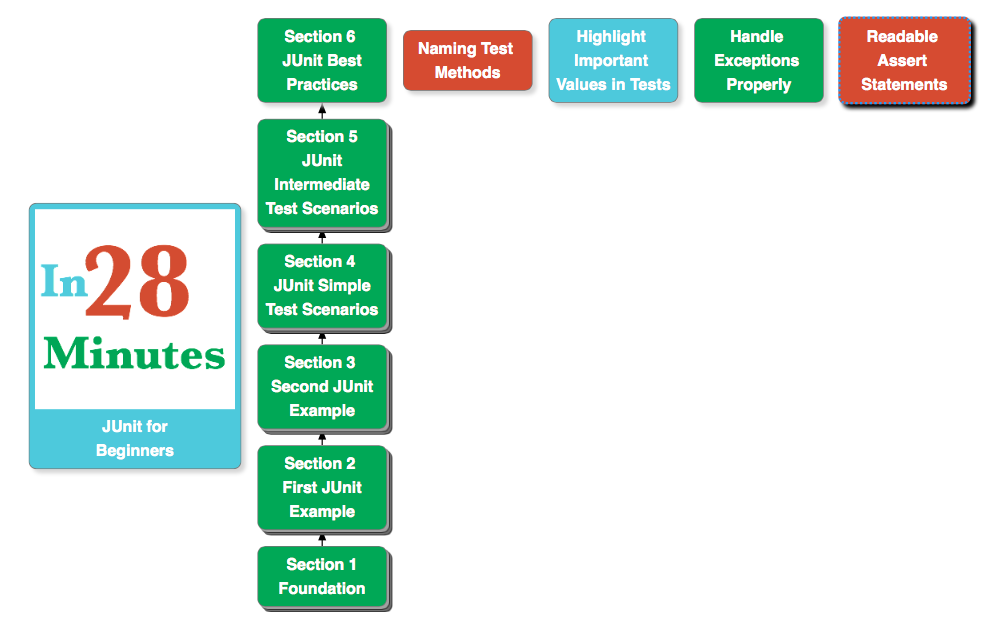 Section 6
JUnit Best
Practices
Naming Test
Methods
Highlight
Important
Values in Tests
Handle
Exceptions
Properly
Readable
Assert
Statements
Section 5
JUnit
Intermediate
Test Scenarios
In28
Minutes
JUnit for
Beginners
Section 4
JUnit Simple
Test Scenarios
Section 3
Second JUnit
Example
Section 2
First JUnit
Example
Section 1
Foundation